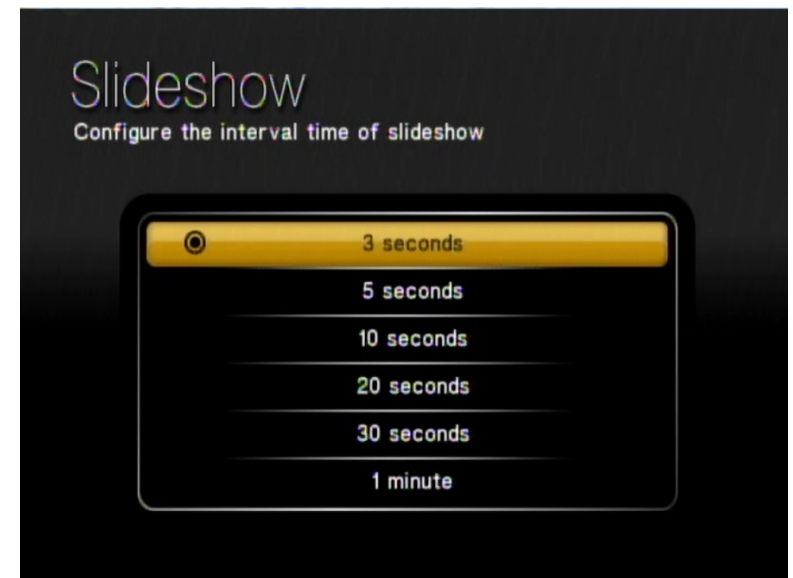 Slideshow
Configure the interval time of slideshow
3 seconds
5 seconds
10 seconds
20 seconds
30 seconds
1 minute